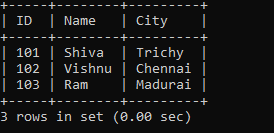 +-----+--------+---------+
| ID  | Name   | City    |
+-----+--------+---------+
| 101 | Shiva  | Trichy  |
| 102 | Vishnu | Chennai |
| 103 | Ram    | Madurai |
+-----+--------+---------+
3 rows in set (0.00 sec)